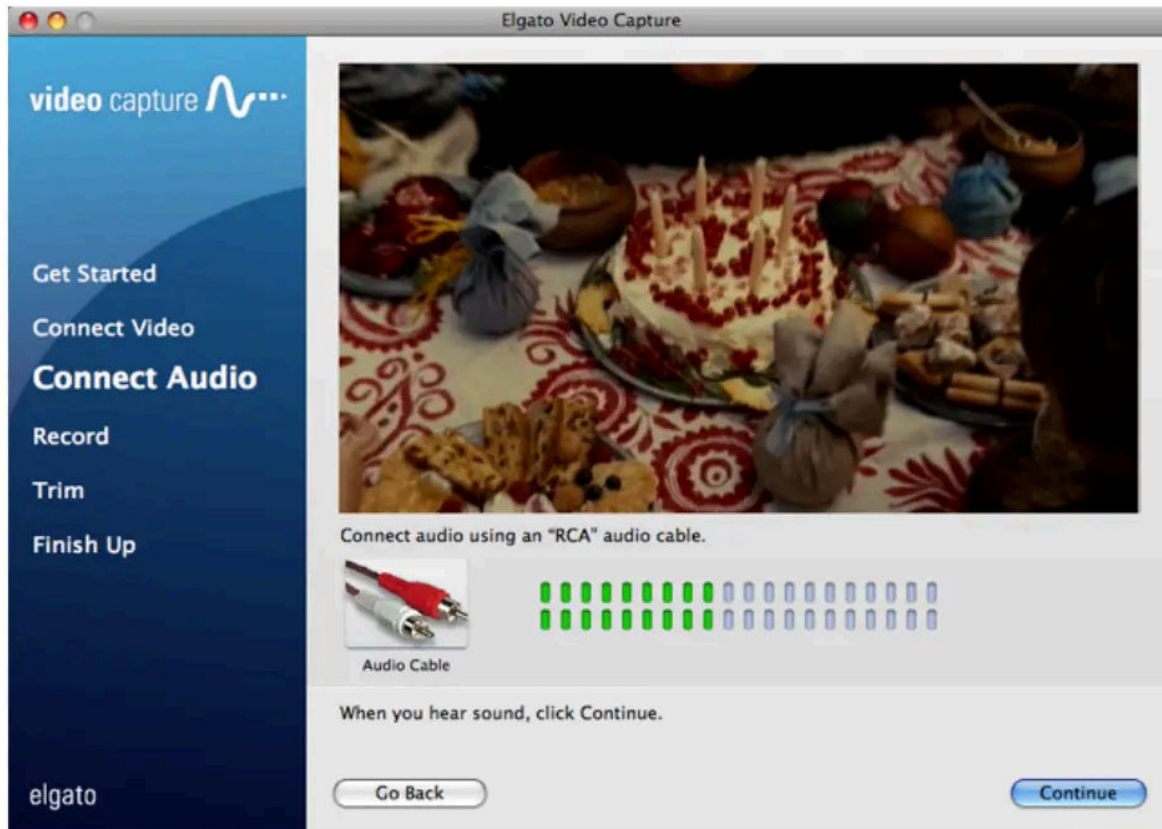 Elgato Video Capture
video capture
Get Started
Connect Video
Connect Audio
Record
Trim
Finish Up
elgato
Connect audio using an “RCA” audio cable.
Audio Cable
When you hear sound, click Continue.
Go Back
Continue